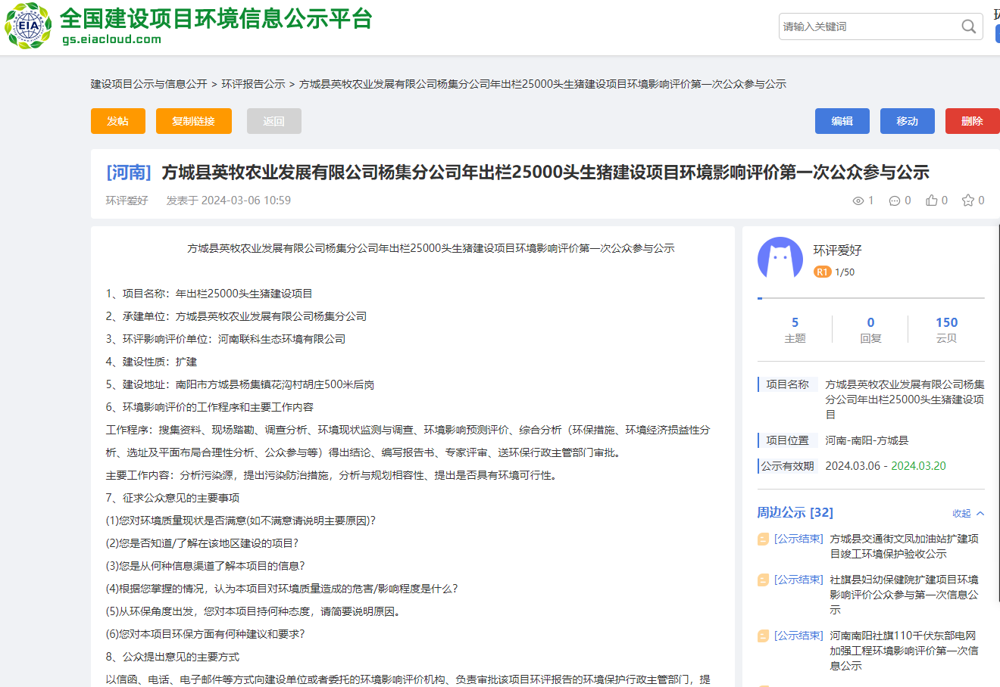 EIA
全国建设项目环境信息公示平台
gs.eiacloud.com
请输入关键词
建设项目公示与信息公开 > 环评报告公示 > 方城县英牧农业发展有限公司杨集分公司年出栏25000头生猪建设项目环境影响评价第一次公众参与公示
发帖 复制链接 返回 编辑 移动 删除
[河南] 方城县英牧农业发展有限公司杨集分公司年出栏25000头生猪建设项目环境影响评价第一次公众参与公示
环评爱好 发表于 2024-03-06 10:59 1 0 0 0
方城县英牧农业发展有限公司杨集分公司年出栏25000头生猪建设项目环境影响评价第一次公众参与公示
1、项目名称：年出栏25000头生猪建设项目
2、承建单位：方城县英牧农业发展有限公司杨集分公司
3、环评影响评价单位：河南联科生态环境有限公司
4、建设性质：扩建
5、建设地址：南阳市方城县杨集镇花沟村胡庄500米后岗
6、环境影响评价的工作程序和主要工作内容
工作程序：搜集资料、现场踏勘、调查分析、环境现状监测与调查、环境影响预测评价、综合分析（环保措施、环境经济损益性分
析、选址及平面布局合理性分析、公众参与等）得出结论、编写报告书、专家评审、送环保行政主管部门审批。
主要工作内容：分析污染源，提出污染防治措施，分析与规划相容性、提出是否具有环境可行性。
7、征求公众意见的主要事项
(1)您对环境质量现状是否满意(如不满意请说明主要原因)?
(2)您是否知道/了解在该地区建设的项目?
(3)您是从何种信息渠道了解本项目的信息?
(4)根据您掌握的情况，认为本项目对环境质量造成的危害/影响程度是什么?
(5)从环保角度出发，您对本项目持何种态度，请简要说明原因。
(6)您对本项目环保方面有何种建议和要求?
8、公众提出意见的主要方式
以信函、电话、电子邮件等方式向建设单位或者委托的环境影响评价机构、负责审批该项目环评报告的环境保护行政主管部门，提
环评爱好
R1 1/50
5 0 150
主题 回复 云贝
项目名称 方城县英牧农业发展有限公司杨集
分公司年出栏25000头生猪建设项
目
项目位置 河南-南阳-方城县
公示有效期 2024.03.06 - 2024.03.20
周边公示 [32] 收起
[公示结束] 方城县交通街文凤加油站扩建项
目竣工环境保护验收公示
[公示结束] 社旗县妇幼保健院扩建项目环境
影响评价公众参与第一次信息公
示
[公示结束] 河南南阳社旗110千伏东部电网
加强工程环境影响评价第一次信
息公示